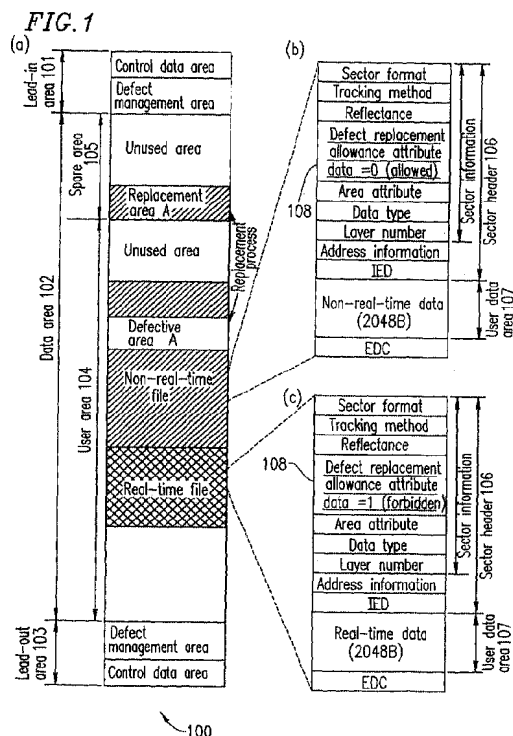 FIG. 1
(a)
Lead-in area 101
Control data area
Defect management area
Data area 102
Spare area 105
Unused area
Replacement area A
User area 104
Unused area
Replacement process
Defective area A
Non-real-time file
Real-time file
Lead-out area 103
Defect management area
Control data area
100
(b)
Sector format
Tracking method
Reflectance
Defect replacement
allowance attribute
data =0 (allowed)
108
Area attribute
Data type
Layer number
Address information
IED
Non-real-time data
(2048B)
EDC
Sector information
Sector header 106
User data area 107
(c)
Sector format
Tracking method
Reflectance
108
Defect replacement
allowance attribute
data =1 (forbidden)
Area attribute
Data type
Layer number
Address information
IED
Real-time data
(2048B)
EDC
Sector information
Sector header 106
User data area 107